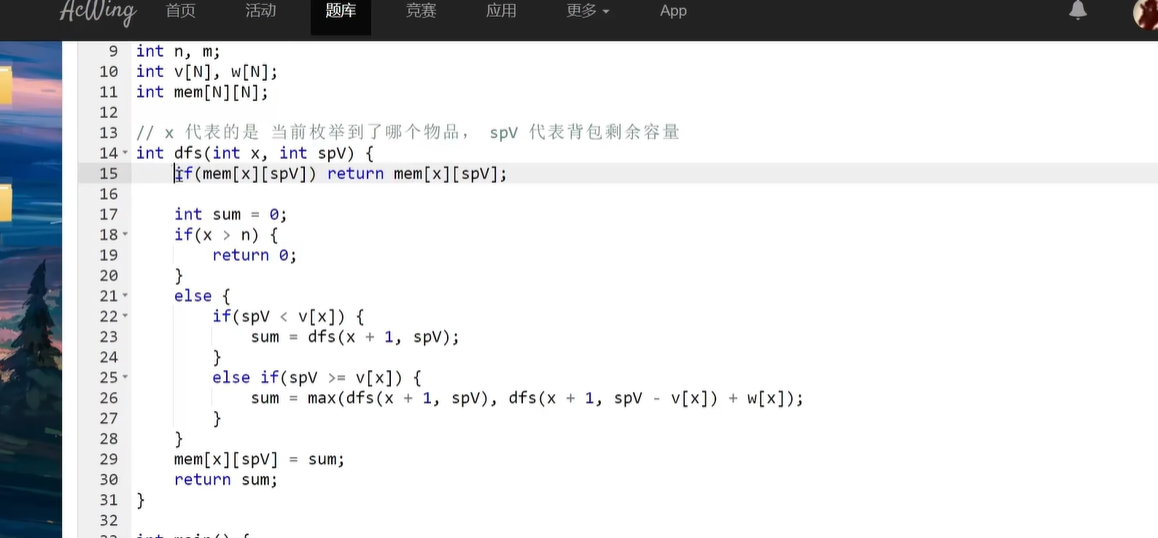 AcWing 首页 活动 题库 竞赛 应用 更多 App
9 int n, m;
10 int v[N], w[N];
11 int mem[N][N];
12
13 // x 代表的是 当前枚举到了哪个物品， spV 代表背包剩余容量
14 int dfs(int x, int spV) {
15 if(mem[x][spV]) return mem[x][spV];
16
17 int sum = 0;
18 if(x > n) {
19 return 0;
20 }
21 else {
22 if(spV < v[x]) {
23 sum = dfs(x + 1, spV);
24 }
25 else if(spV >= v[x]) {
26 sum = max(dfs(x + 1, spV), dfs(x + 1, spV - v[x]) + w[x]);
27 }
28 }
29 mem[x][spV] = sum;
30 return sum;
31 }
32
33 int main() {